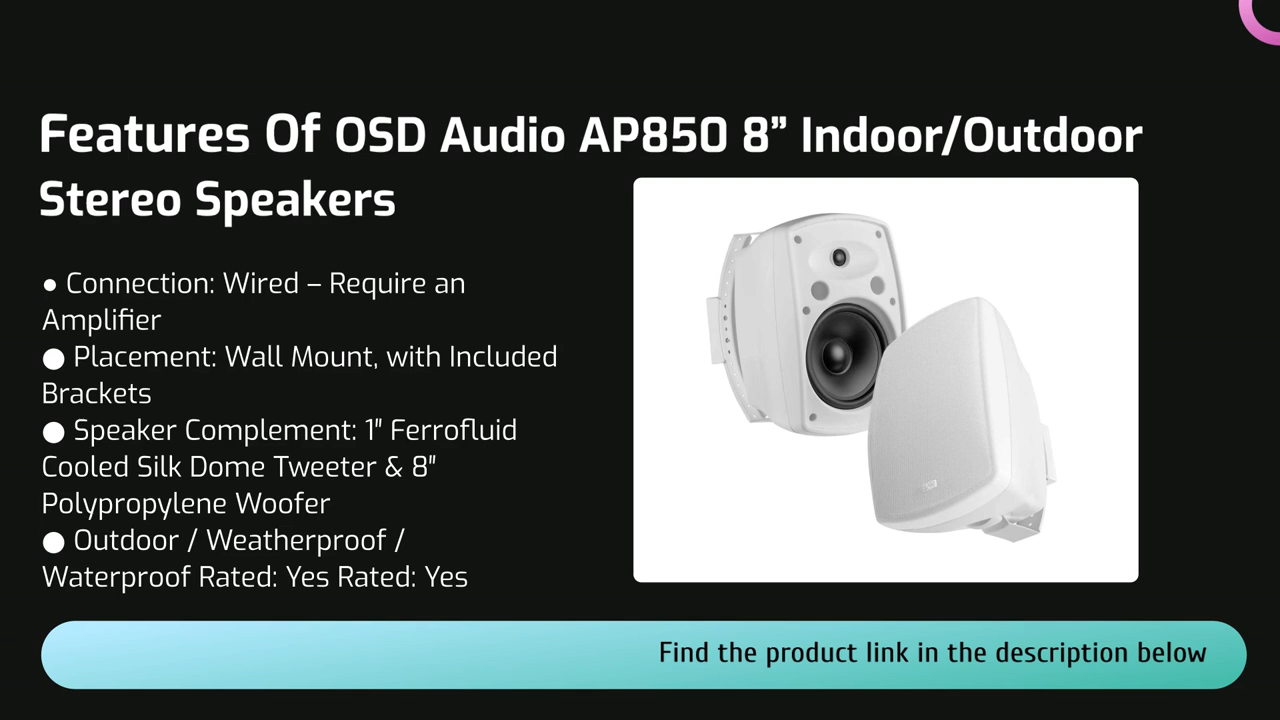 Features Of OSD Audio AP850 8” Indoor/Outdoor
Stereo Speakers
● Connection: Wired – Require an
Amplifier
● Placement: Wall Mount, with Included
Brackets
● Speaker Complement: 1″ Ferrofluid
Cooled Silk Dome Tweeter & 8″
Polypropylene Woofer
● Outdoor / Weatherproof /
Waterproof Rated: Yes Rated: Yes
Find the product link in the description below